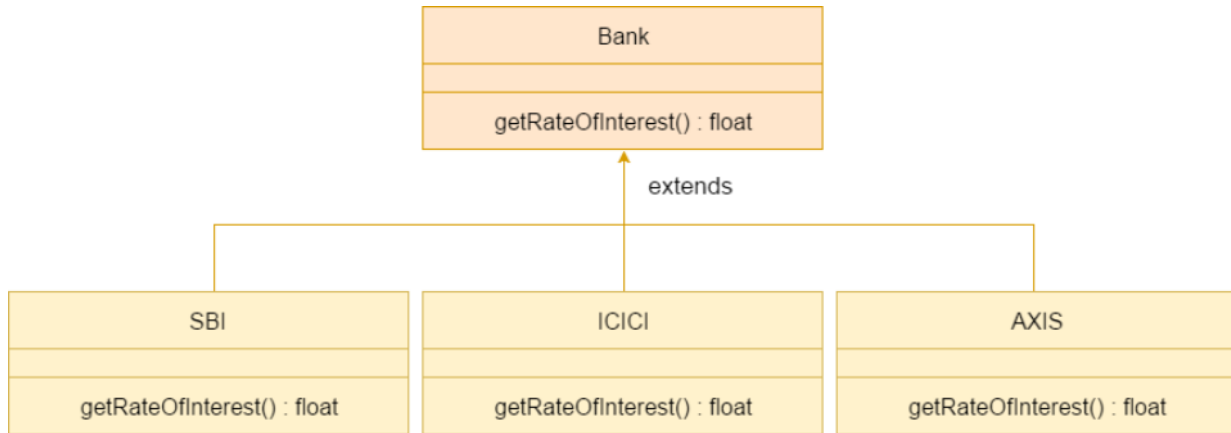 Bank
getRateOfInterest() : float
extends
SBI
getRateOfInterest() : float
ICICI
getRateOfInterest() : float
AXIS
getRateOfInterest() : float